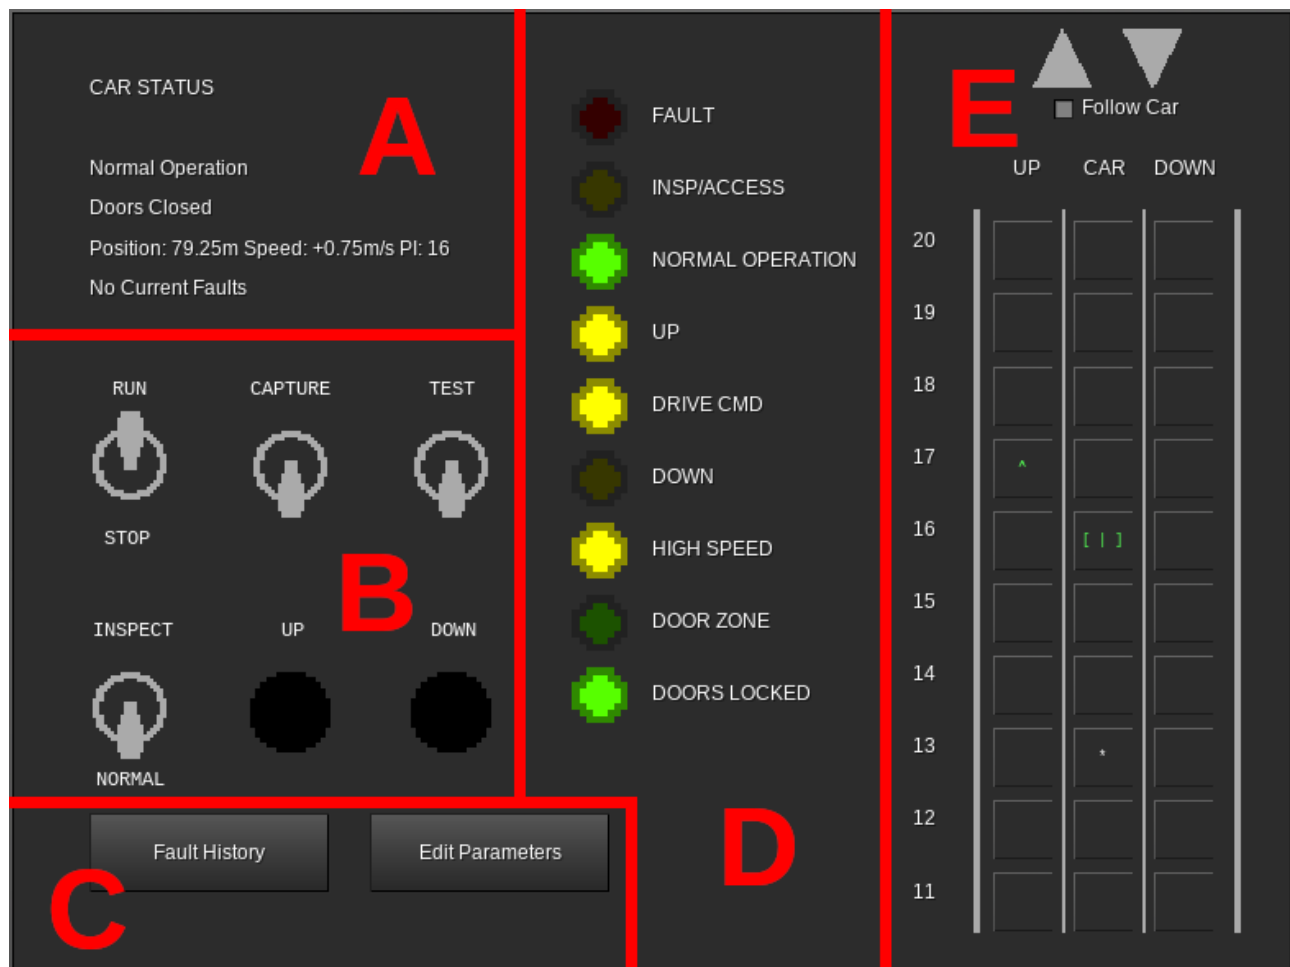 CAR STATUS
A
Normal Operation
Doors Closed
Position: 79.25m Speed: +0.75m/s PI: 16
No Current Faults
RUN CAPTURE TEST
STOP
B
INSPECT UP DOWN
NORMAL
Fault History Edit Parameters
C
FAULT
INSP/ACCESS
NORMAL OPERATION
UP
DRIVE CMD
DOWN
HIGH SPEED
DOOR ZONE
DOORS LOCKED
D
E
Follow Car
UP CAR DOWN
20
19
18
17 ^
16 [ | ]
15
14
13 *
12
11